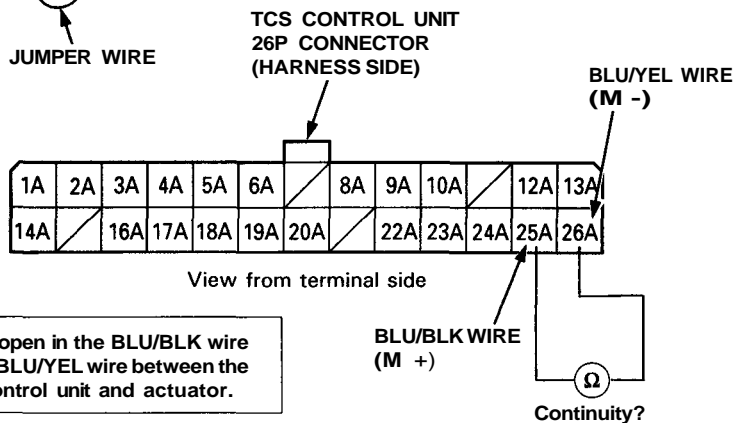 JUMPER WIRE
TCS CONTROL UNIT
26P CONNECTOR
(HARNESS SIDE)
BLU/YEL WIRE
(M -)
1A 2A 3A 4A 5A 6A 8A 9A 10A 12A 13A
14A 16A 17A 18A 19A 20A 22A 23A 24A 25A 26A
View from terminal side
open in the BLU/BLK wire
BLU/YEL wire between the
ontrol unit and actuator.
BLU/BLK WIRE
(M +)
Ω
Continuity?